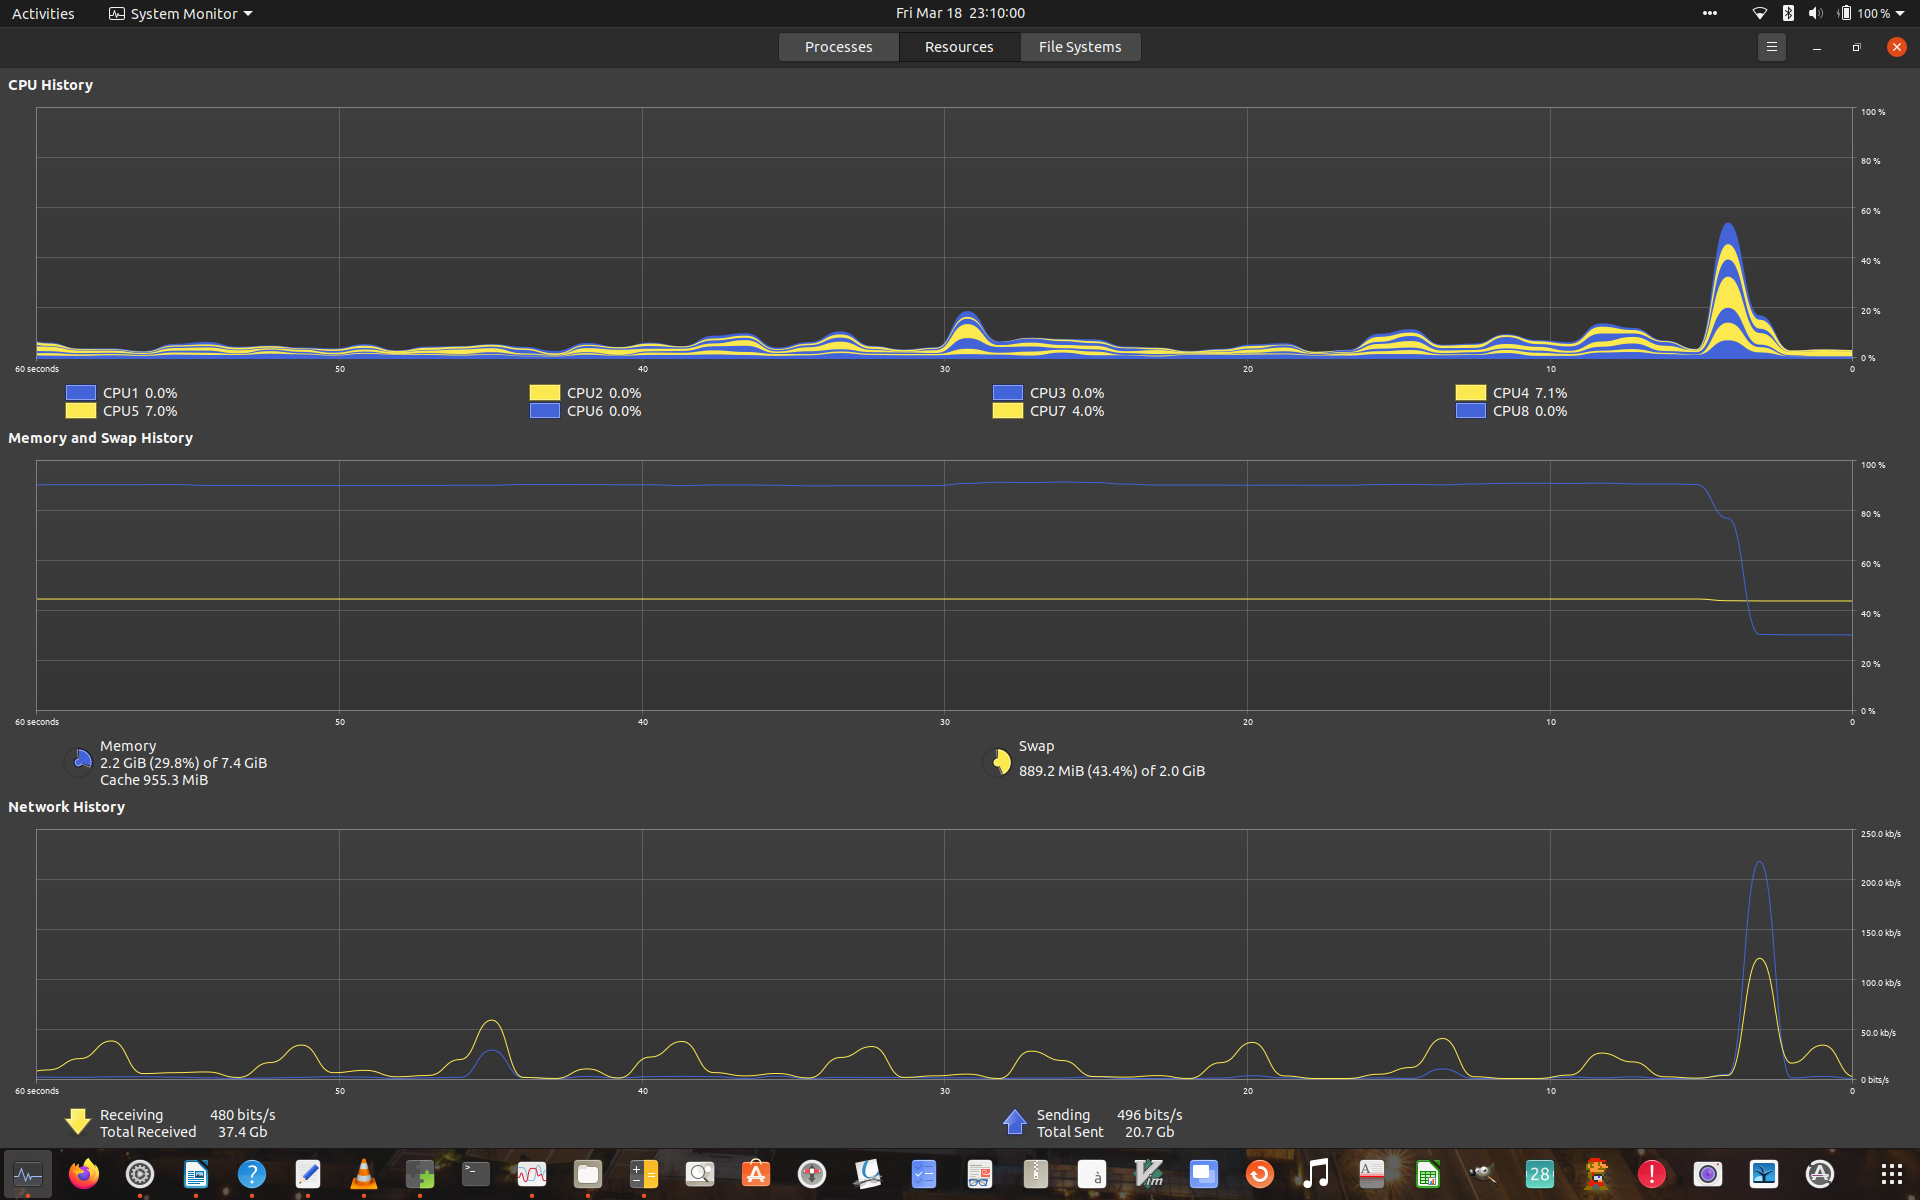 Activities System Monitor Fri Mar 18 23:10:00 100 %
Processes Resources File Systems
CPU History
100 %
80 %
60 %
40 %
20 %
0 %
60 seconds 50 40 30 20 10 0
CPU1 0.0% CPU2 0.0% CPU3 0.0% CPU4 7.1%
CPU5 7.0% CPU6 0.0% CPU7 4.0% CPU8 0.0%
Memory and Swap History
100 %
80 %
60 %
40 %
20 %
0 %
60 seconds 50 40 30 20 10 0
Memory
2.2 GiB (29.8%) of 7.4 GiB
Cache 955.3 MiB
Swap
889.2 MiB (43.4%) of 2.0 GiB
Network History
250.0 kb/s
200.0 kb/s
150.0 kb/s
100.0 kb/s
50.0 kb/s
0 bits/s
60 seconds 50 40 30 20 10 0
Receiving 480 bits/s
Total Received 37.4 Gb
Sending 496 bits/s
Total Sent 20.7 Gb
? >_ à Vim A 28 !